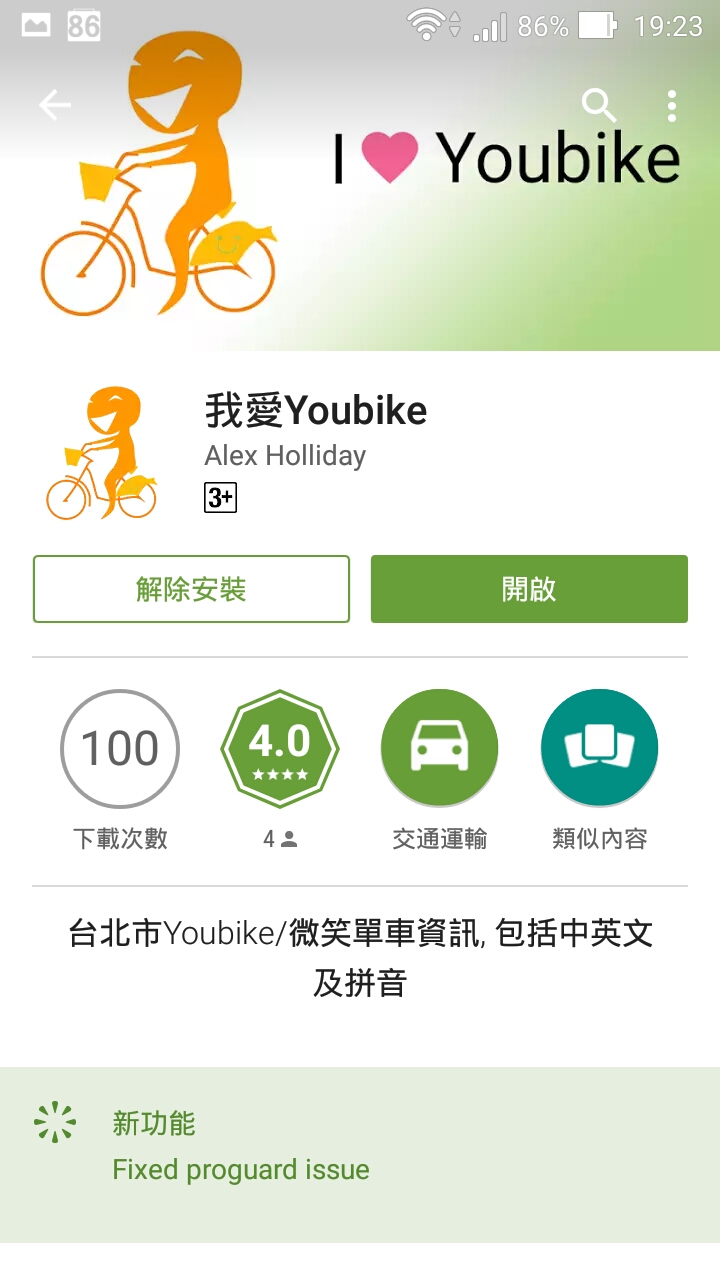 86
86%
19:23
I Youbike
我愛Youbike
Alex Holliday
3+
解除安裝
開啟
100
4.0
下載次數
4
交通運輸
類似內容
台北市Youbike/微笑單車資訊, 包括中英文
及拼音
新功能
Fixed proguard issue